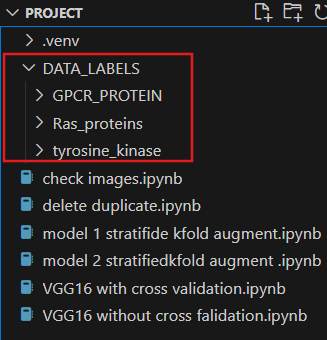 PROJECT
.venv
DATA_LABELS
GPCR_PROTEIN
Ras_proteins
tyrosine_kinase
check images.ipynb
delete duplicate.ipynb
model 1 stratifide kfold augment.ipynb
model 2 stratifiedkfold augment .ipynb
VGG16 with cross validation.ipynb
VGG16 without cross falidation.ipynb